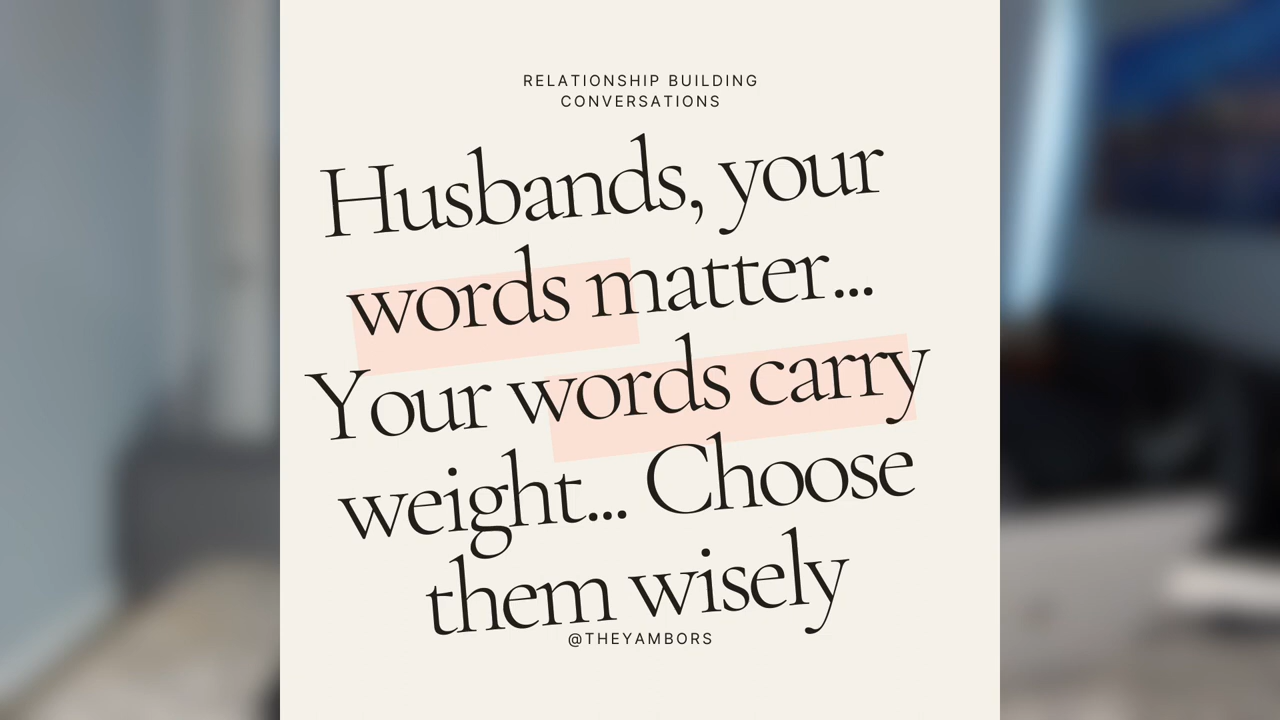 RELATIONSHIP BUILDING
CONVERSATIONS
Husbands, your
words matter...
Your words carry
weight... Choose
them wisely
@THEYAMBORS